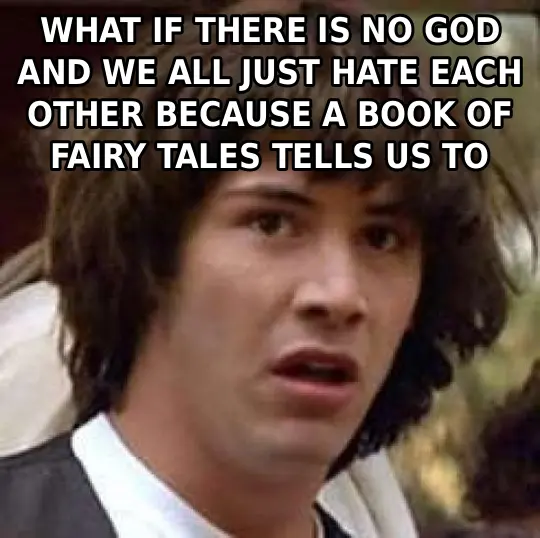 WHAT IF THERE IS NO GOD
AND WE ALL JUST HATE EACH
OTHER BECAUSE A BOOK OF
FAIRY TALES TELLS US TO